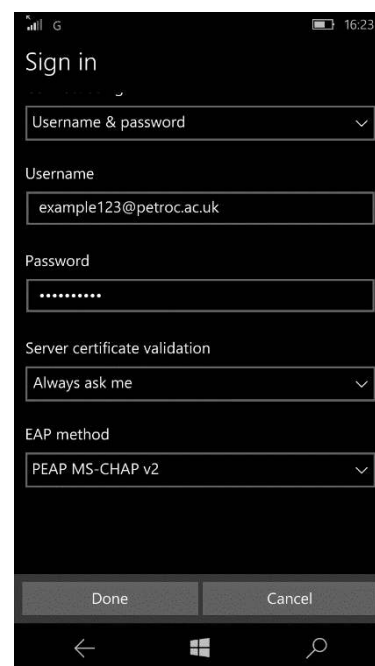 G 16:23
Sign in
Username & password
Username
example123@petroc.ac.uk
Password
••••••••••
Server certificate validation
Always ask me
EAP method
PEAP MS-CHAP v2
Done Cancel